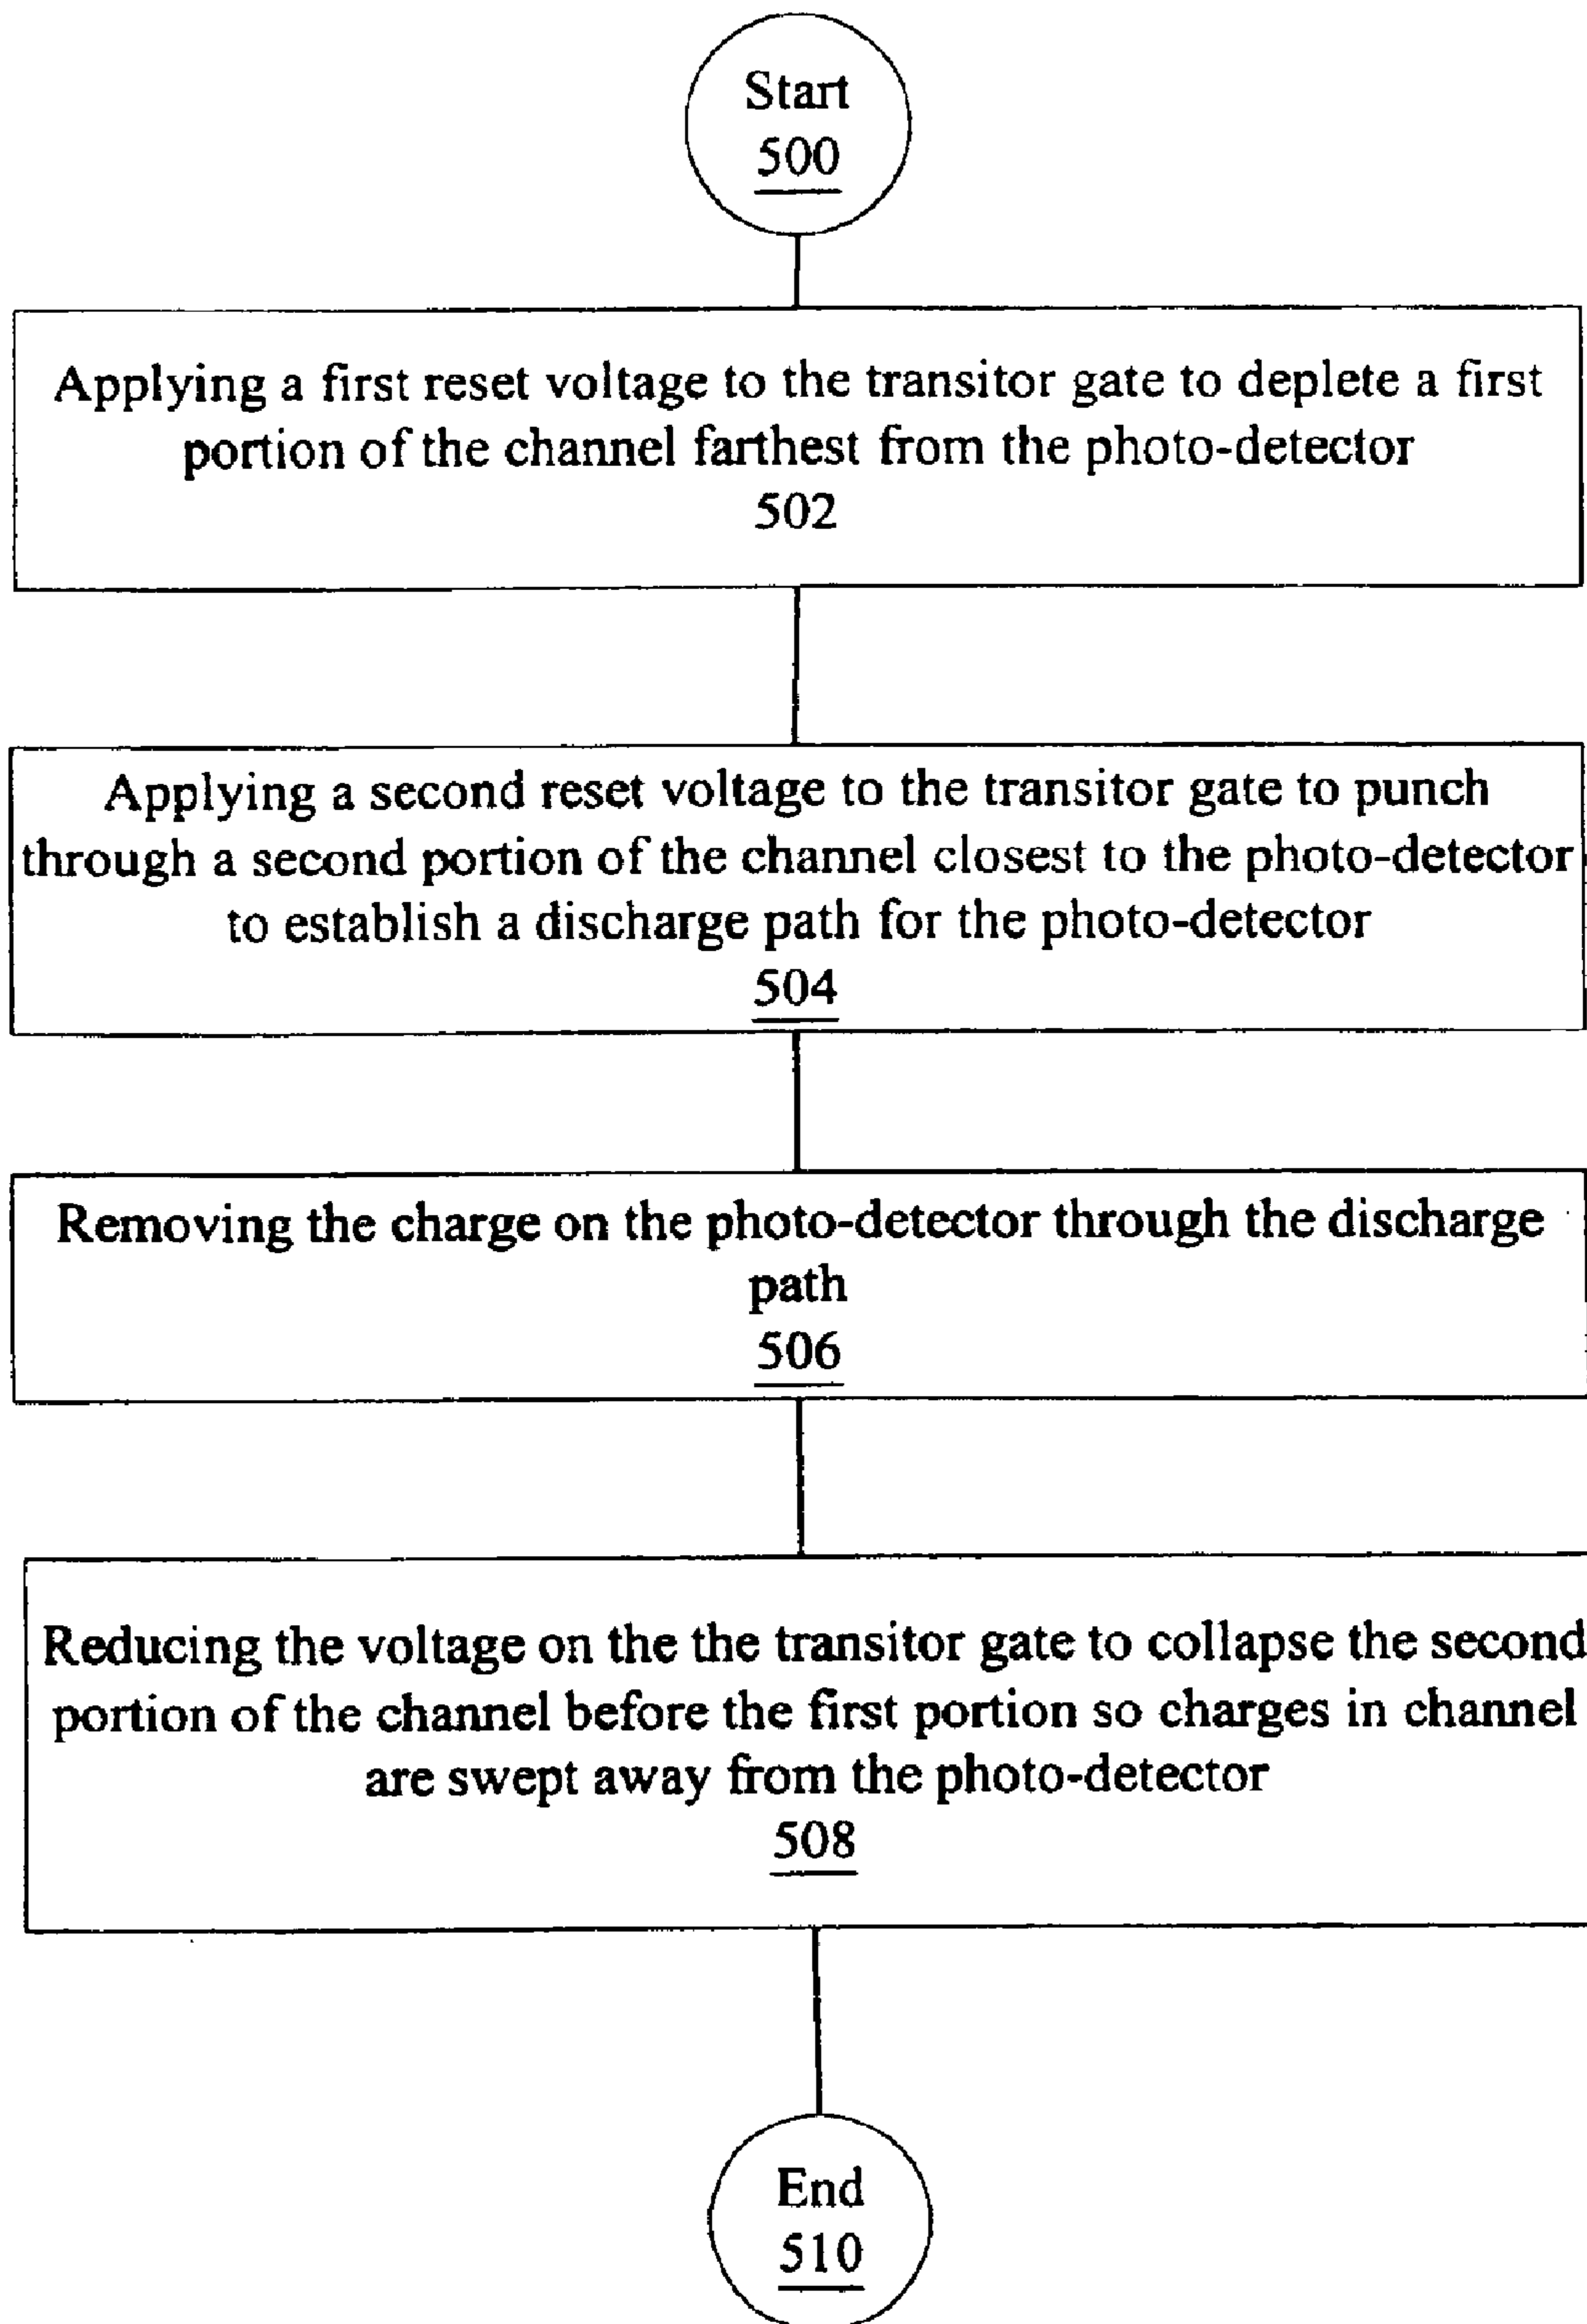 Start
500
Applying a first reset voltage to the transitor gate to deplete a first
portion of the channel farthest from the photo-detector
502
Applying a second reset voltage to the transitor gate to punch
through a second portion of the channel closest to the photo-detector
to establish a discharge path for the photo-detector
504
Removing the charge on the photo-detector through the discharge
path
506
Reducing the voltage on the the transitor gate to collapse the second
portion of the channel before the first portion so charges in channel
are swept away from the photo-detector
508
End
510